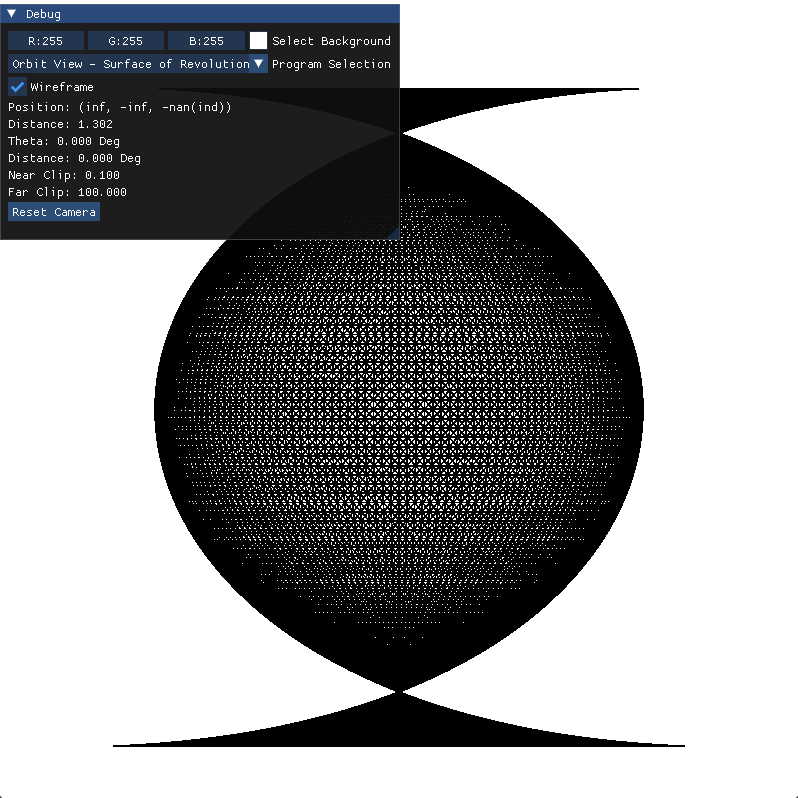 Debug
R:255 G:255 B:255 Select Background
Orbit View - Surface of Revolution Program Selection
Wireframe
Position: (inf, -inf, -nan(ind))
Distance: 1.302
Theta: 0.000 Deg
Distance: 0.000 Deg
Near Clip: 0.100
Far Clip: 100.000
Reset Camera